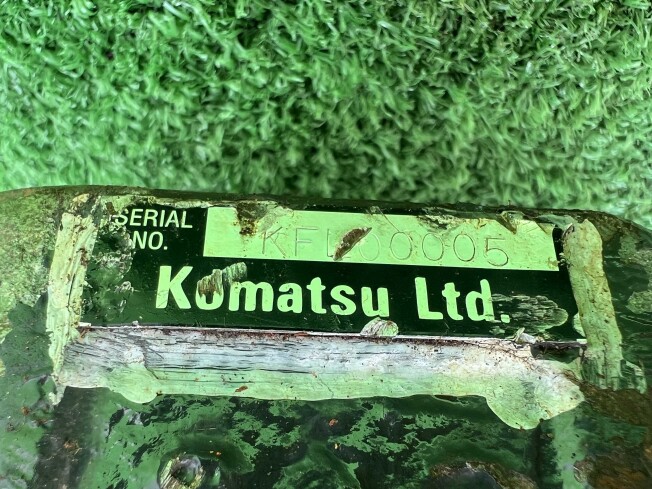 SERIAL
NO.
Komatsu Ltd.